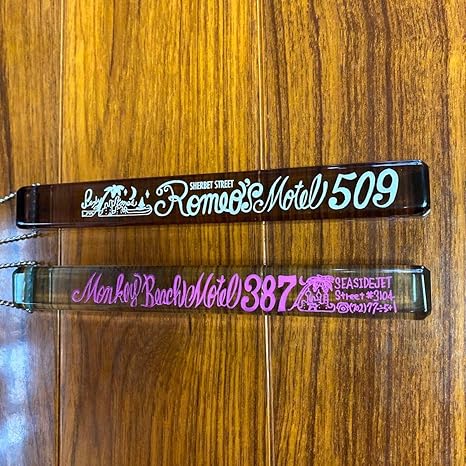 SHERBET STREET
Romeo's Motel 509
Monkey Beach Motel 387
SEASIDEJET
Street #3104